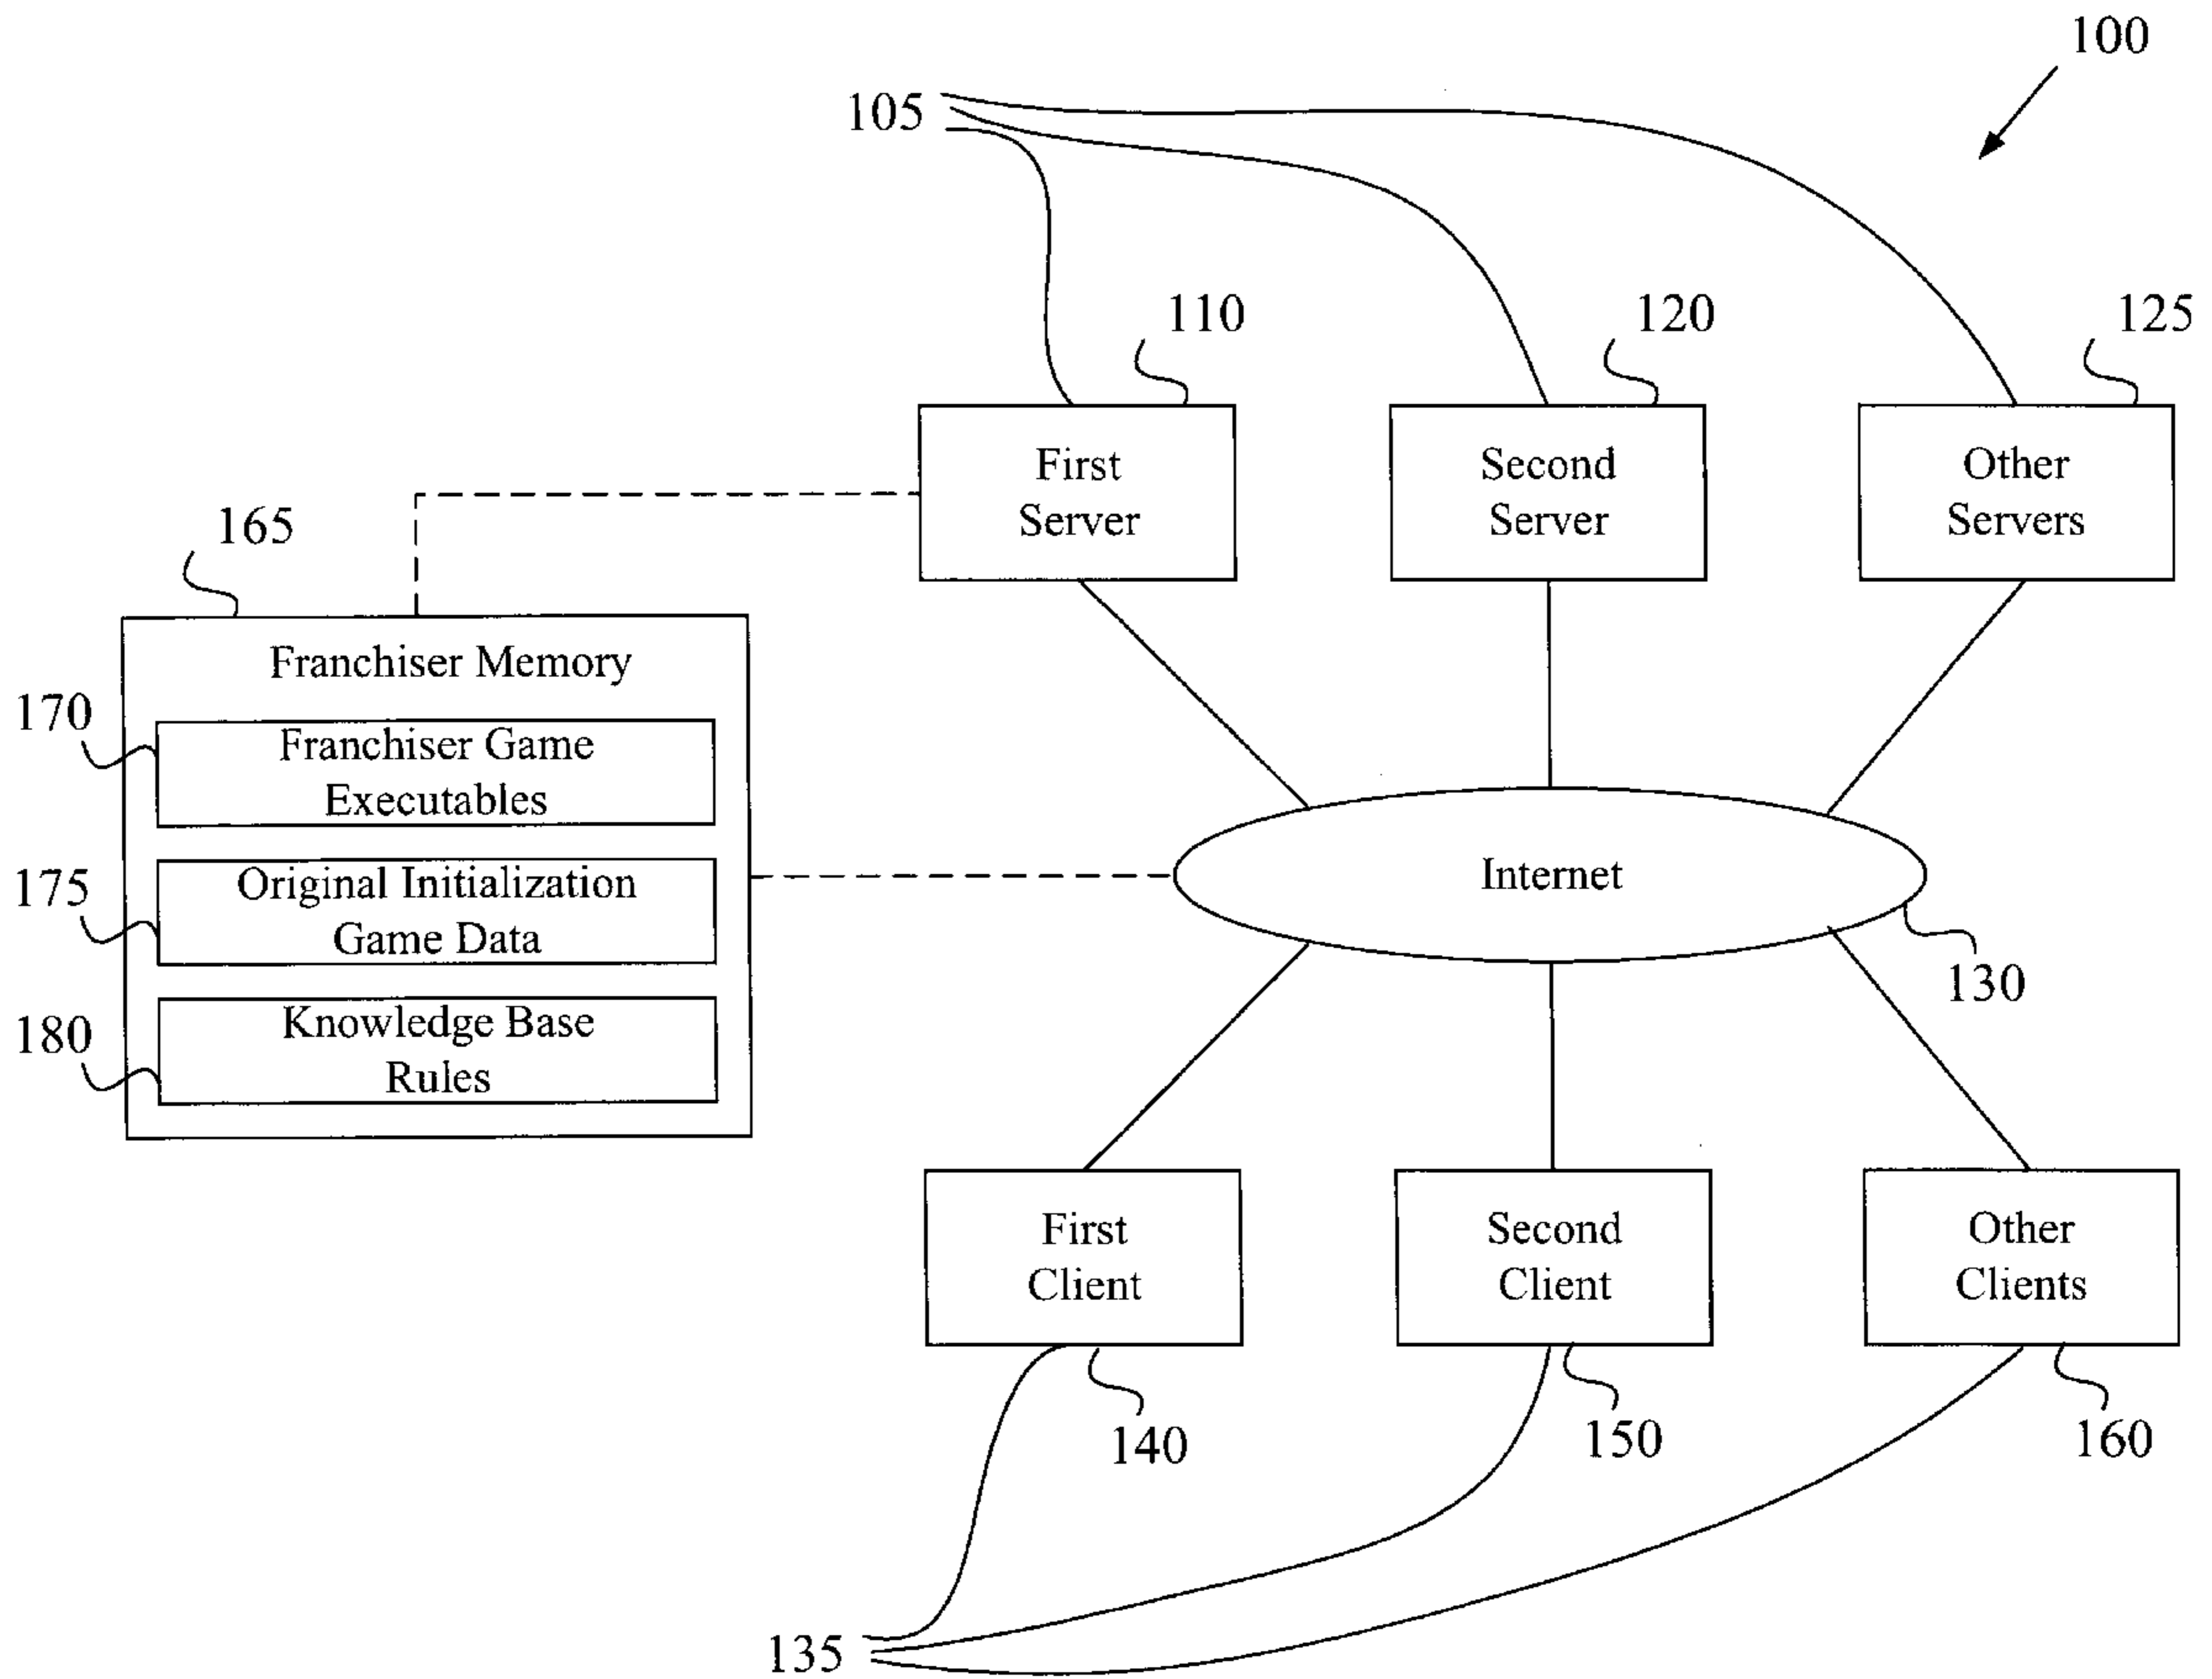 100
105
110
120
125
First
Server
Second
Server
Other
Servers
165
Franchiser Memory
170
Franchiser Game
Executables
175
Original Initialization
Game Data
180
Knowledge Base
Rules
Internet
130
First
Client
Second
Client
Other
Clients
140
150
160
135